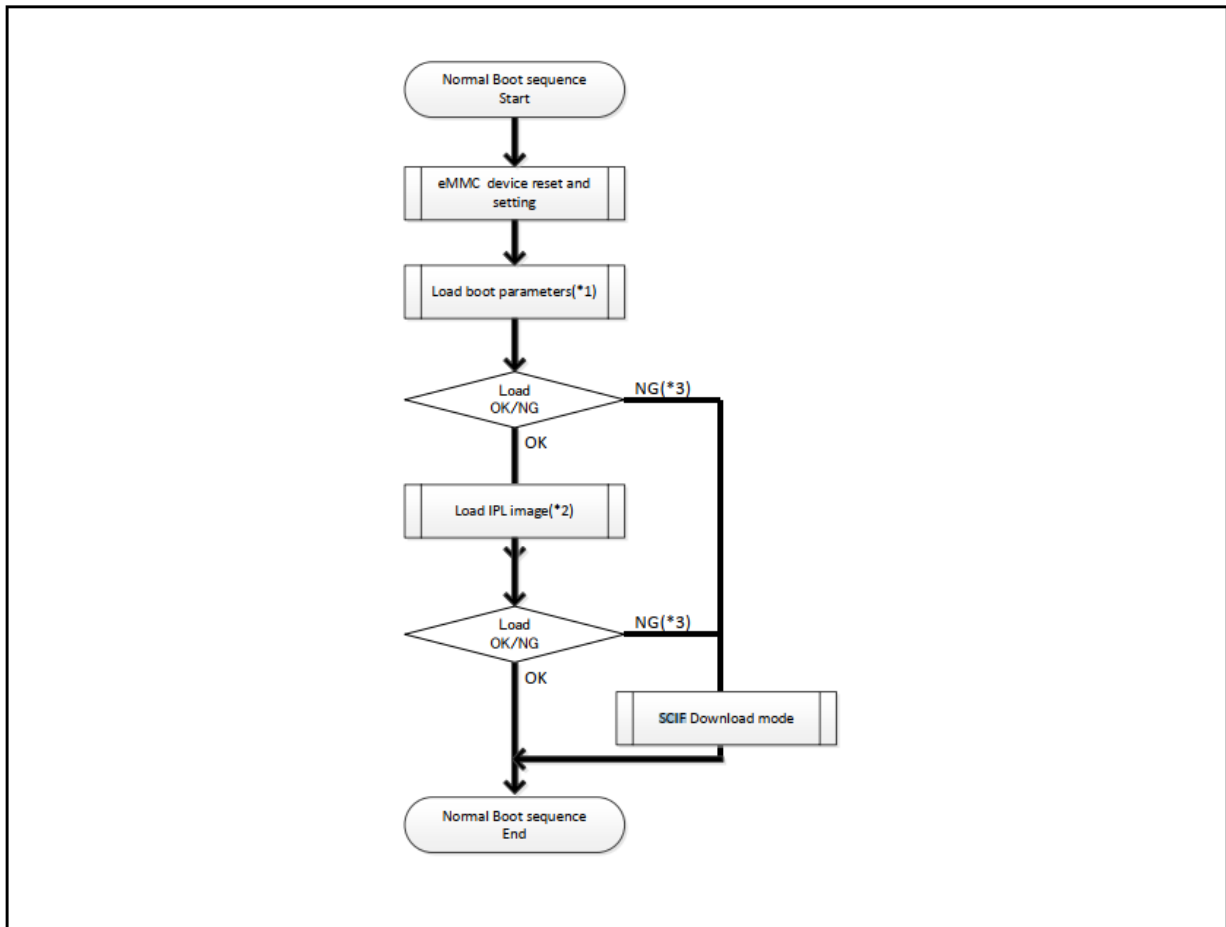 Normal Boot sequence
Start
eMMC device reset and
setting
Load boot parameters(*1)
Load
OK/NG
NG(*3)
OK
Load IPL image(*2)
Load
OK/NG
NG(*3)
OK
SCIF Download mode
Normal Boot sequence
End